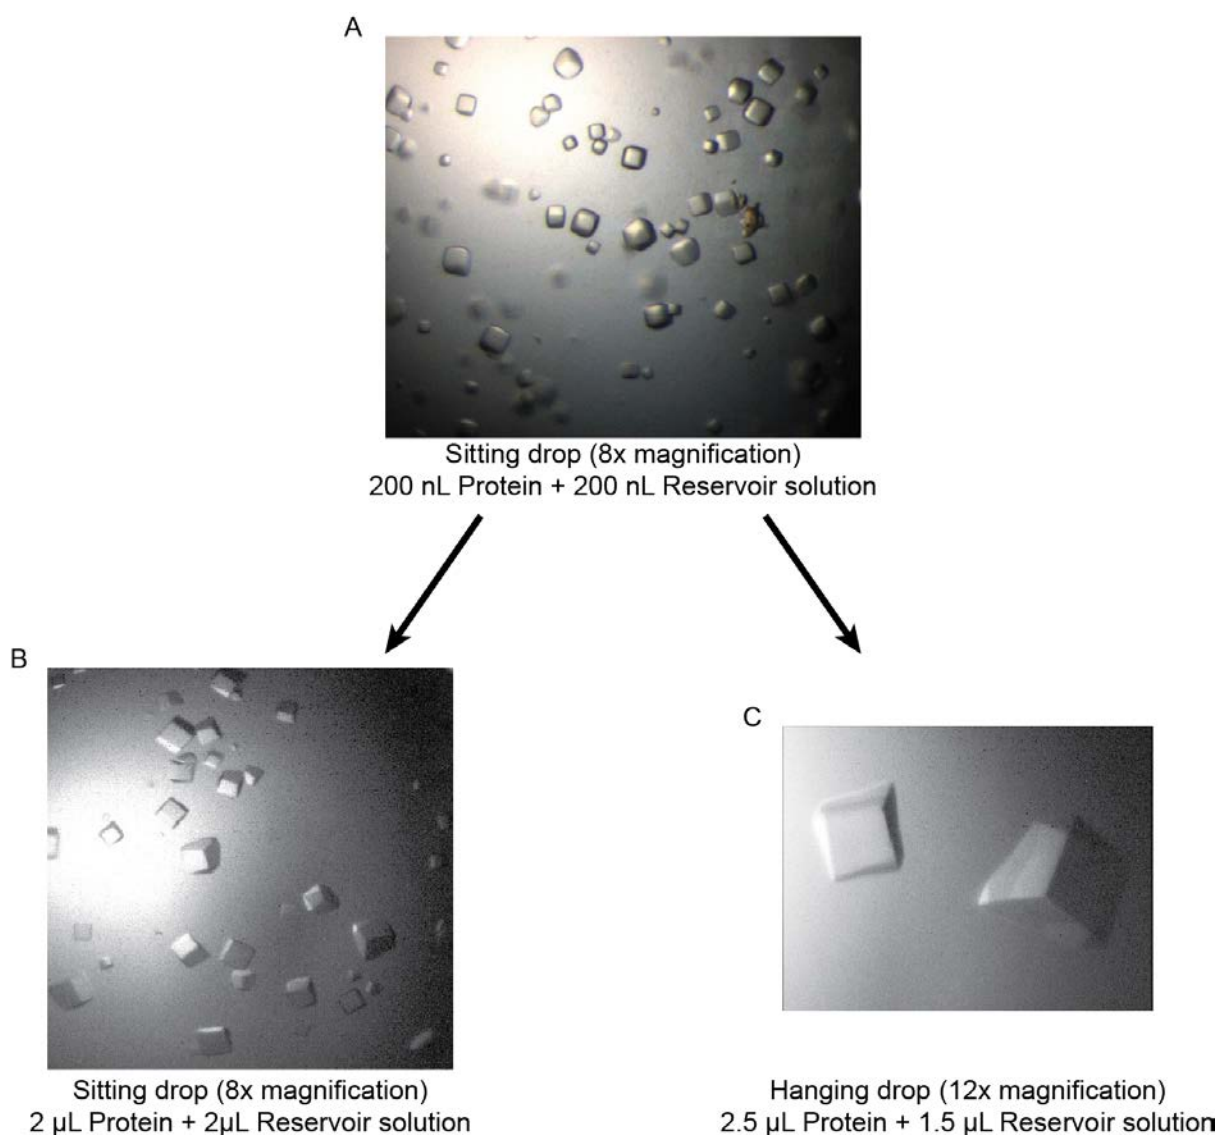 A
Sitting drop (8x magnification)
200 nL Protein + 200 nL Reservoir solution
B
C
Sitting drop (8x magnification)
2 µL Protein + 2µL Reservoir solution
Hanging drop (12x magnification)
2.5 µL Protein + 1.5 µL Reservoir solution